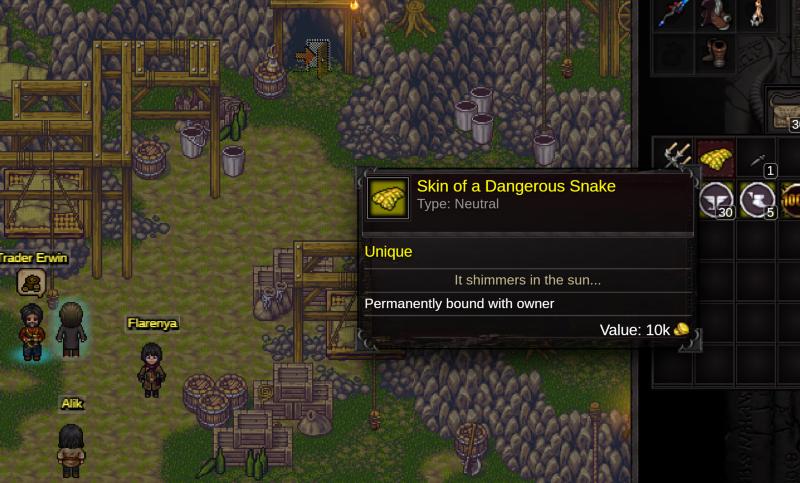 Skin of a Dangerous Snake
Type: Neutral
Unique
It shimmers in the sun...
Permanently bound with owner
Value: 10k
Trader Erwin
Flarenya
Alik
1
30
5